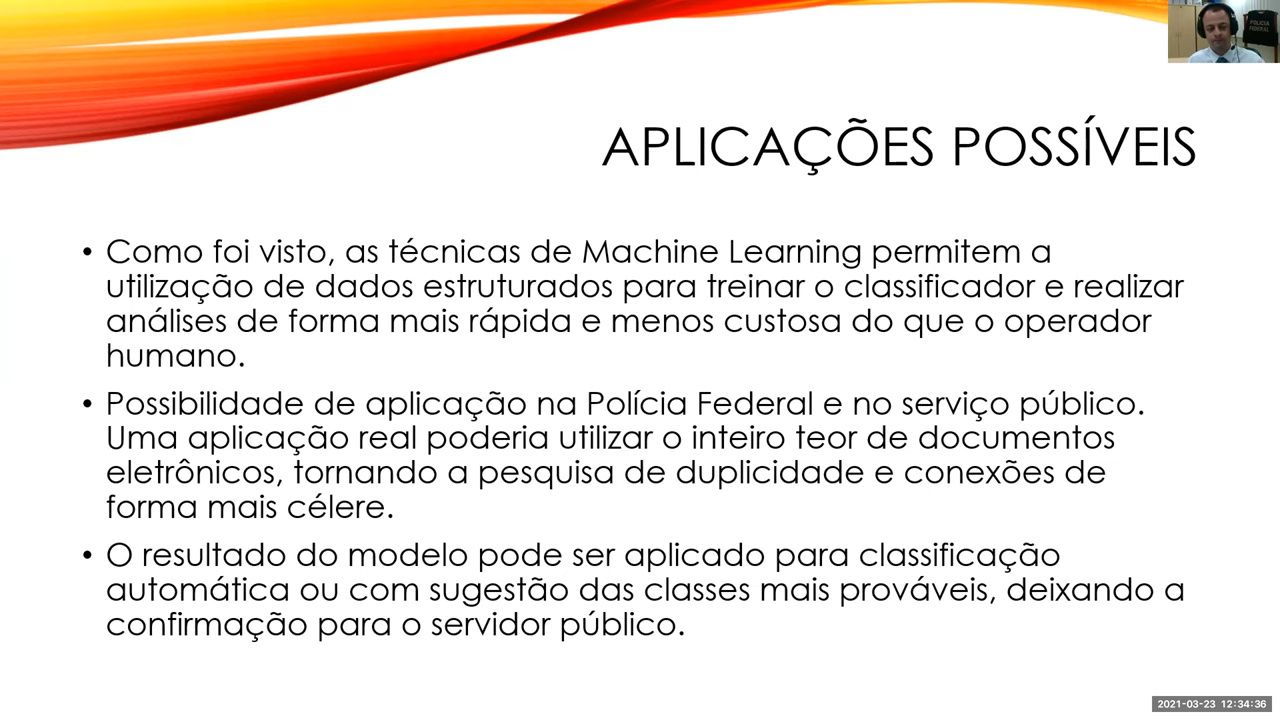 POLÍCIA
FEDERAL
APLICAÇÕES POSSÍVEIS
• Como foi visto, as técnicas de Machine Learning permitem a
utilização de dados estruturados para treinar o classificador e realizar
análises de forma mais rápida e menos custosa do que o operador
humano.
• Possibilidade de aplicação na Polícia Federal e no serviço público.
Uma aplicação real poderia utilizar o inteiro teor de documentos
eletrônicos, tornando a pesquisa de duplicidade e conexões de
forma mais célere.
• O resultado do modelo pode ser aplicado para classificação
automática ou com sugestão das classes mais prováveis, deixando a
confirmação para o servidor público.
2021-03-23 12:34:36